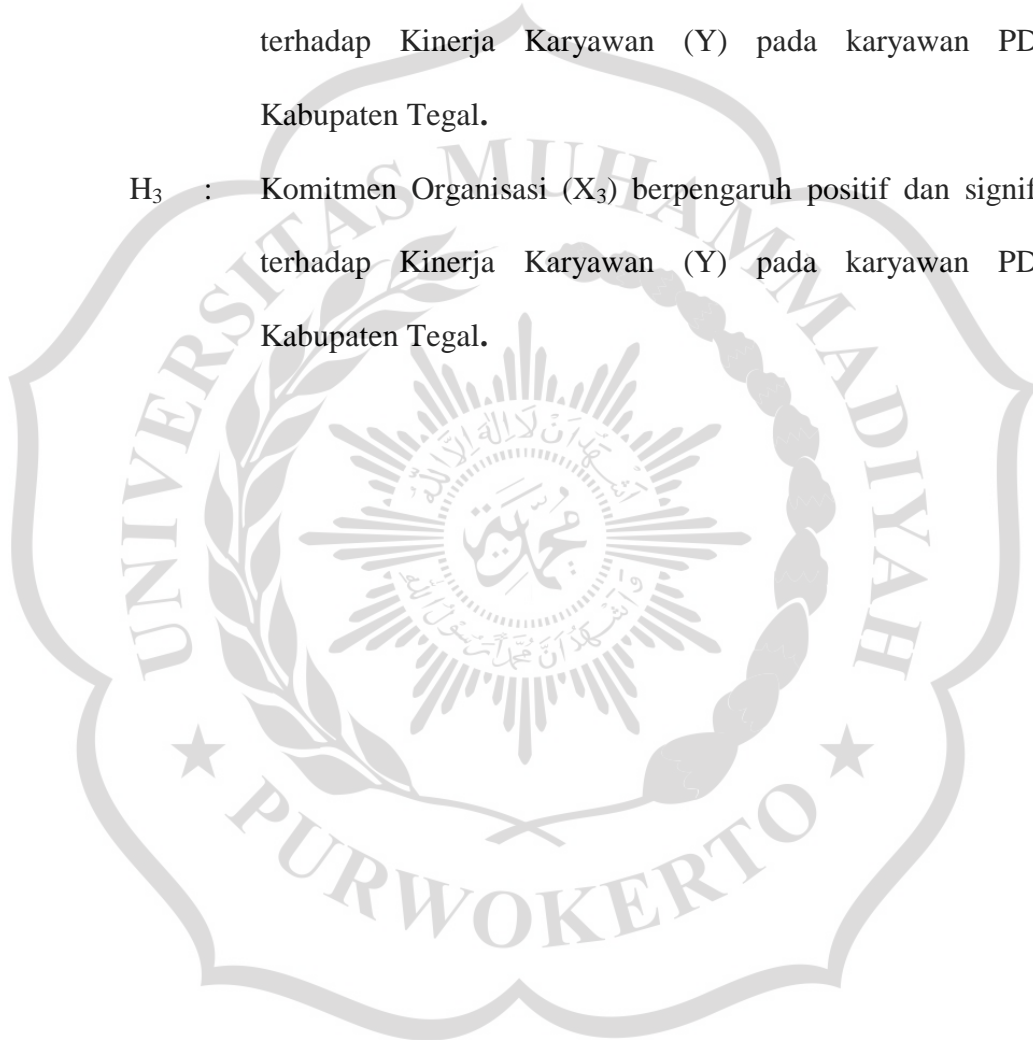 terhadap Kinerja Karyawan (Y) pada karyawan PD
Kabupaten Tegal.
H₃ : Komitmen Organisasi (X₃) berpengaruh positif dan signif
terhadap Kinerja Karyawan (Y) pada karyawan PD
Kabupaten Tegal.
UNIVERSITAS MUHAMMADIYAH
PURWOKERTO